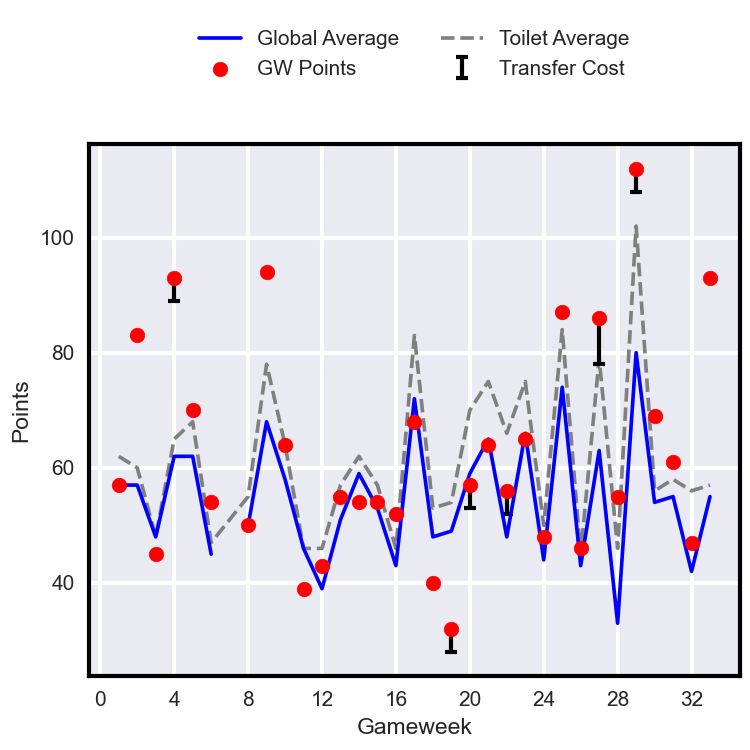 Global Average Toilet Average
GW Points Transfer Cost
100
80
60
40
Points
0 4 8 12 16 20 24 28 32
Gameweek